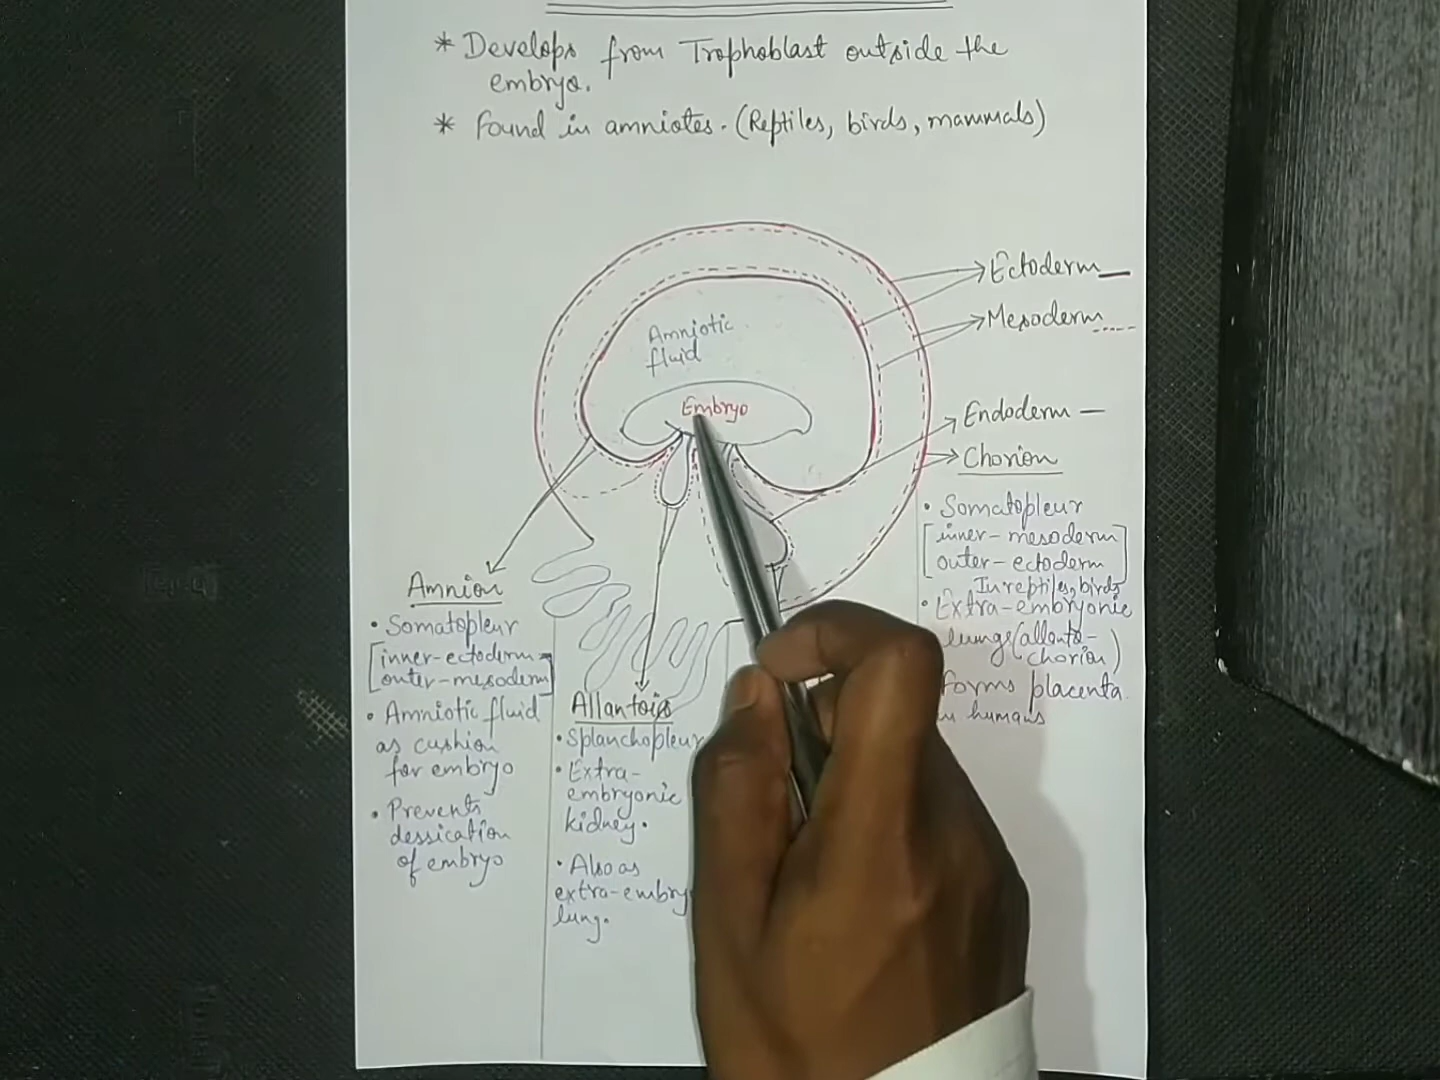 * Develops from Trophoblast outside the
embryo.
* Found in amniotes. (Reptiles, birds, mammals)
Ectoderm
Mesoderm
Amniotic
fluid
Embryo
Endoderm
Chorion
• Somatopleur
[inner-mesoderm
outer-ectoderm]
In reptiles, birds
• Extra-embryonic
lungs (allanto-
chorion)
forms placenta
in humans
Amnion
• Somatopleur
[inner-ectoderm
outer-mesoderm]
• Amniotic fluid
as cushion
for embryo
• Prevents
dessication
of embryo
Allantois
• Splanchopleur
• Extra-
embryonic
kidney.
• Also as
extra-embry
lung.